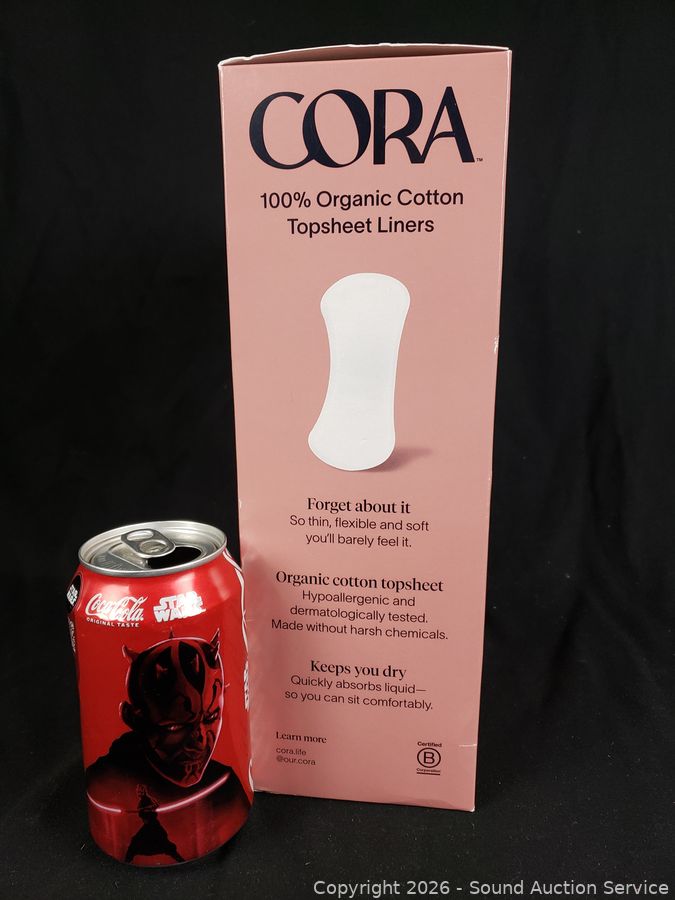 CORA™
100% Organic Cotton
Topsheet Liners
Forget about it
So thin, flexible and soft
you'll barely feel it.
Organic cotton topsheet
Hypoallergenic and
dermatologically tested.
Made without harsh chemicals.
Keeps you dry
Quickly absorbs liquid—
so you can sit comfortably.
Learn more
cora.life
@our.cora
Certified
B
Corporation
Coca-Cola
ORIGINAL TASTE
STAR
WARS
Copyright 2026 - Sound Auction Service